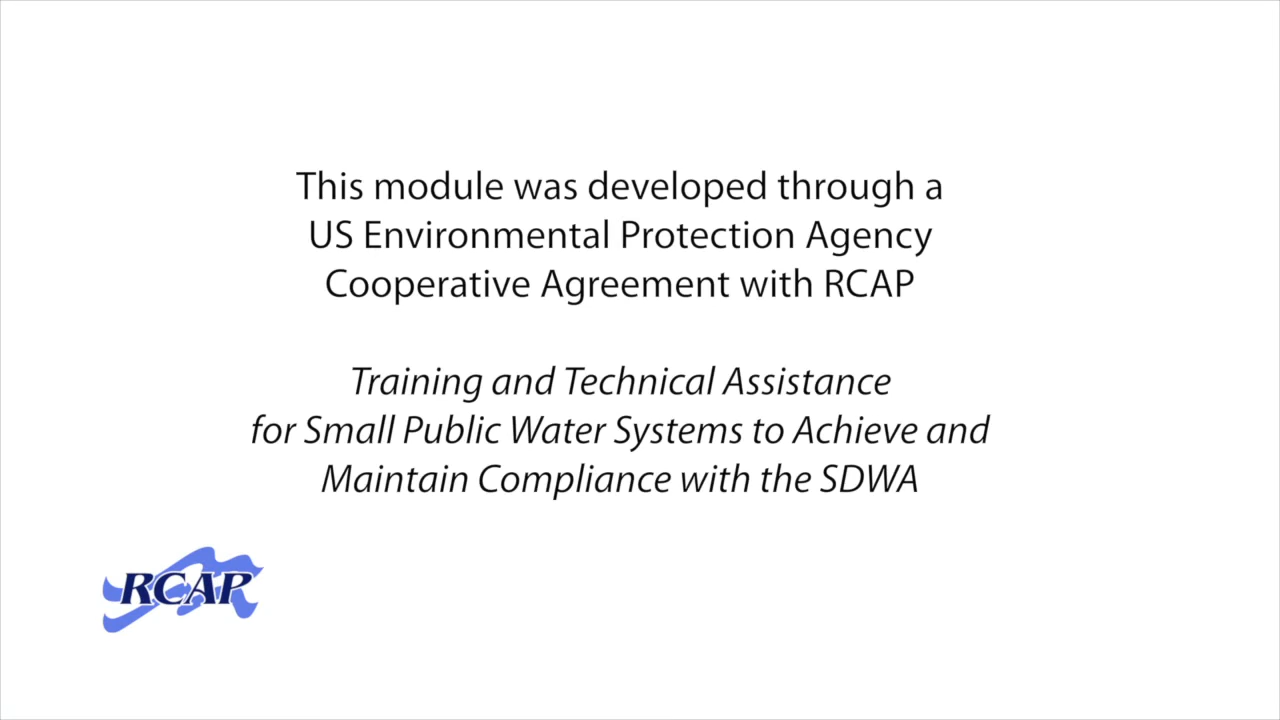 This module was developed through a
US Environmental Protection Agency
Cooperative Agreement with RCAP
Training and Technical Assistance
for Small Public Water Systems to Achieve and
Maintain Compliance with the SDWA
RCAP